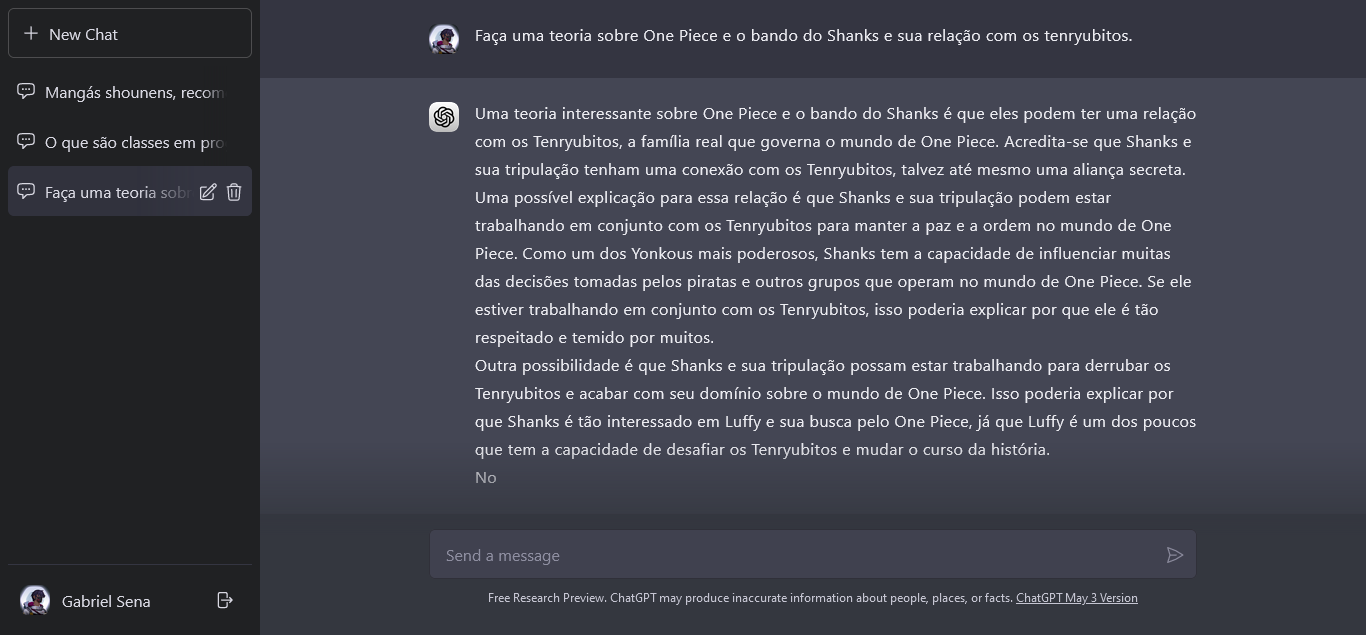 New Chat
Mangás shounens, recom
O que são classes em pro
Faça uma teoria sobr
Gabriel Sena
Faça uma teoria sobre One Piece e o bando do Shanks e sua relação com os tenryubitos.
Uma teoria interessante sobre One Piece e o bando do Shanks é que eles podem ter uma relação
com os Tenryubitos, a família real que governa o mundo de One Piece. Acredita-se que Shanks e
sua tripulação tenham uma conexão com os Tenryubitos, talvez até mesmo uma aliança secreta.
Uma possível explicação para essa relação é que Shanks e sua tripulação podem estar
trabalhando em conjunto com os Tenryubitos para manter a paz e a ordem no mundo de One
Piece. Como um dos Yonkous mais poderosos, Shanks tem a capacidade de influenciar muitas
das decisões tomadas pelos piratas e outros grupos que operam no mundo de One Piece. Se ele
estiver trabalhando em conjunto com os Tenryubitos, isso poderia explicar por que ele é tão
respeitado e temido por muitos.
Outra possibilidade é que Shanks e sua tripulação possam estar trabalhando para derrubar os
Tenryubitos e acabar com seu domínio sobre o mundo de One Piece. Isso poderia explicar por
que Shanks é tão interessado em Luffy e sua busca pelo One Piece, já que Luffy é um dos poucos
que tem a capacidade de desafiar os Tenryubitos e mudar o curso da história.
No
Send a message
Free Research Preview. ChatGPT may produce inaccurate information about people, places, or facts. ChatGPT May 3 Version